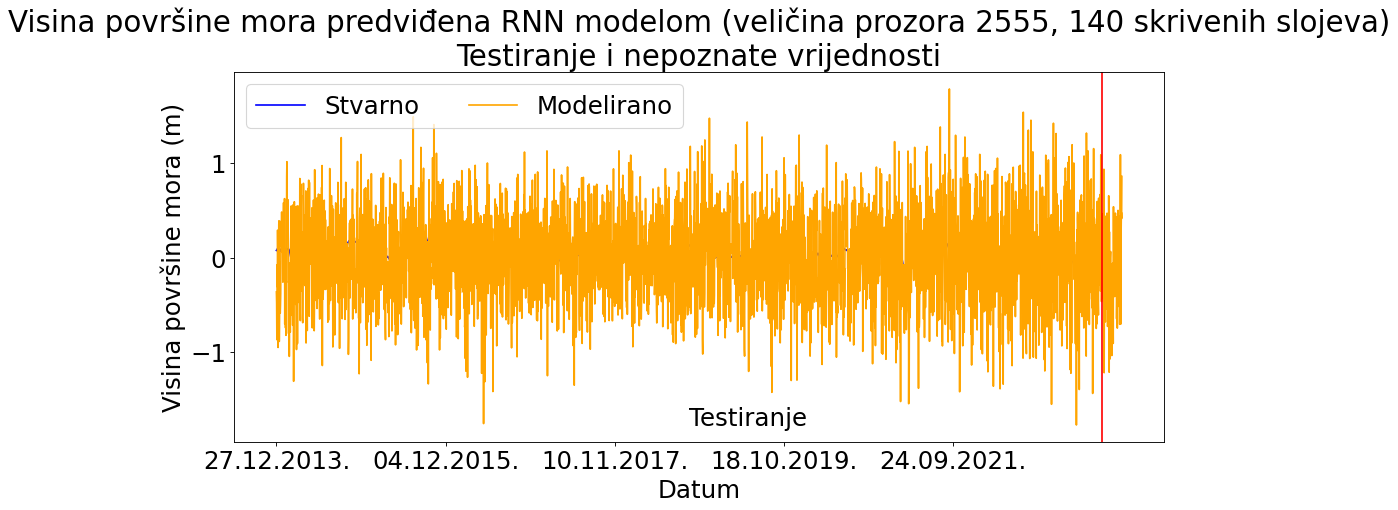 Visina površine mora predviđena RNN modelom (veličina prozora 2555, 140 skrivenih slojeva)
Testiranje i nepoznate vrijednosti
Stvarno
Modelirano
Visina površine mora (m)
1
0
−1
Testiranje
27.12.2013.
04.12.2015.
10.11.2017.
18.10.2019.
24.09.2021.
Datum